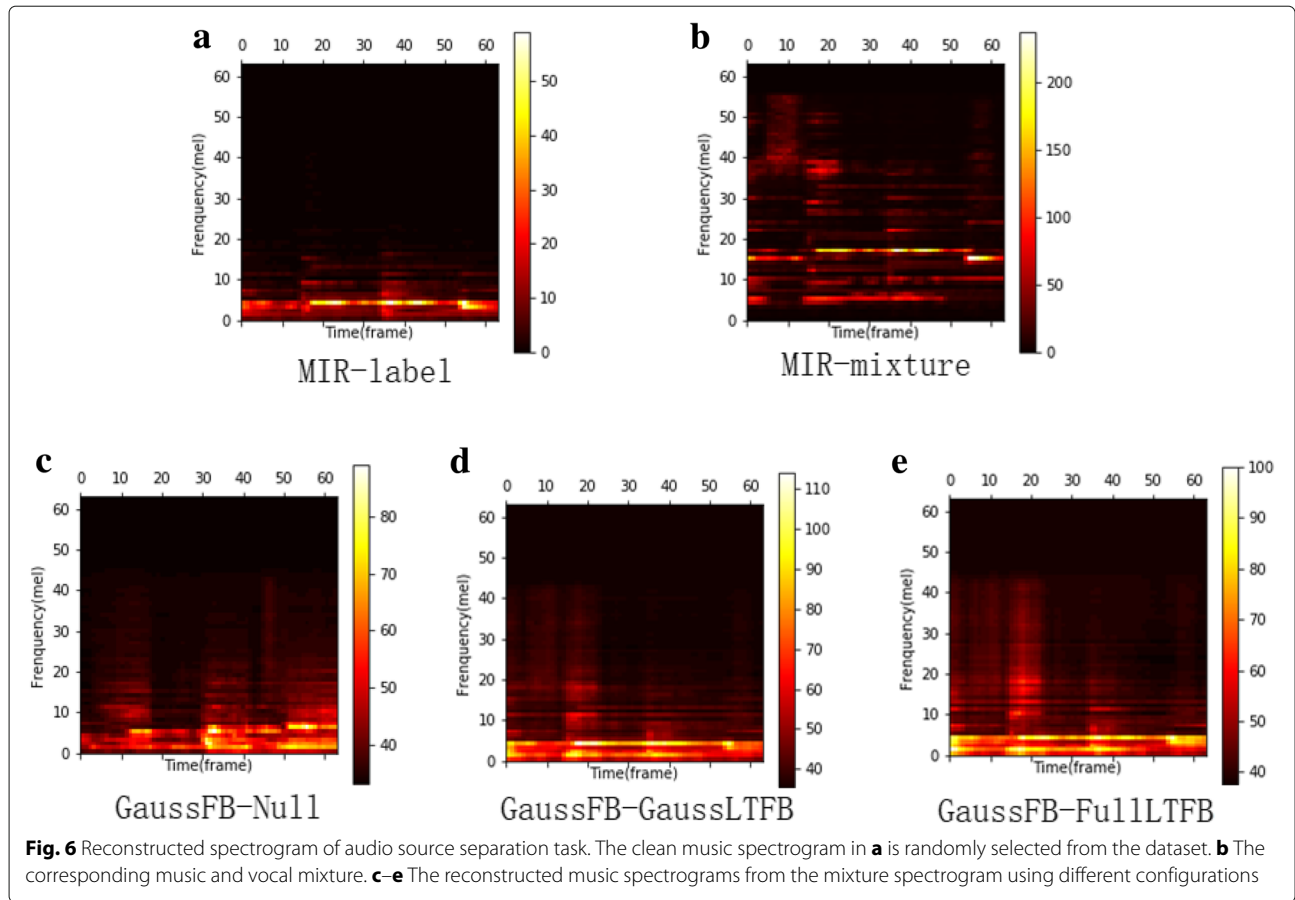 a
0 10 20 30 40 50 60
60
50
40
30
20
10
0
Frenquency(mel)
Time(frame)
50
40
30
20
10
0
MIR-label
b
0 10 20 30 40 50 60
60
50
40
30
20
10
0
Frenquency(mel)
Time(frame)
200
150
100
50
0
MIR-mixture
c
0 10 20 30 40 50 60
60
50
40
30
20
10
0
Frenquency(mel)
Time(frame)
80
70
60
50
40
GaussFB-Null
d
0 10 20 30 40 50 60
60
50
40
30
20
10
0
Frenquency(mel)
Time(frame)
110
100
90
80
70
60
50
40
GaussFB-GaussLTFB
e
0 10 20 30 40 50 60
60
50
40
30
20
10
0
Frenquency(mel)
Time(frame)
100
90
80
70
60
50
40
GaussFB-FullLTFB
Fig. 6 Reconstructed spectrogram of audio source separation task. The clean music spectrogram in a is randomly selected from the dataset. b The
corresponding music and vocal mixture. c–e The reconstructed music spectrograms from the mixture spectrogram using different configurations